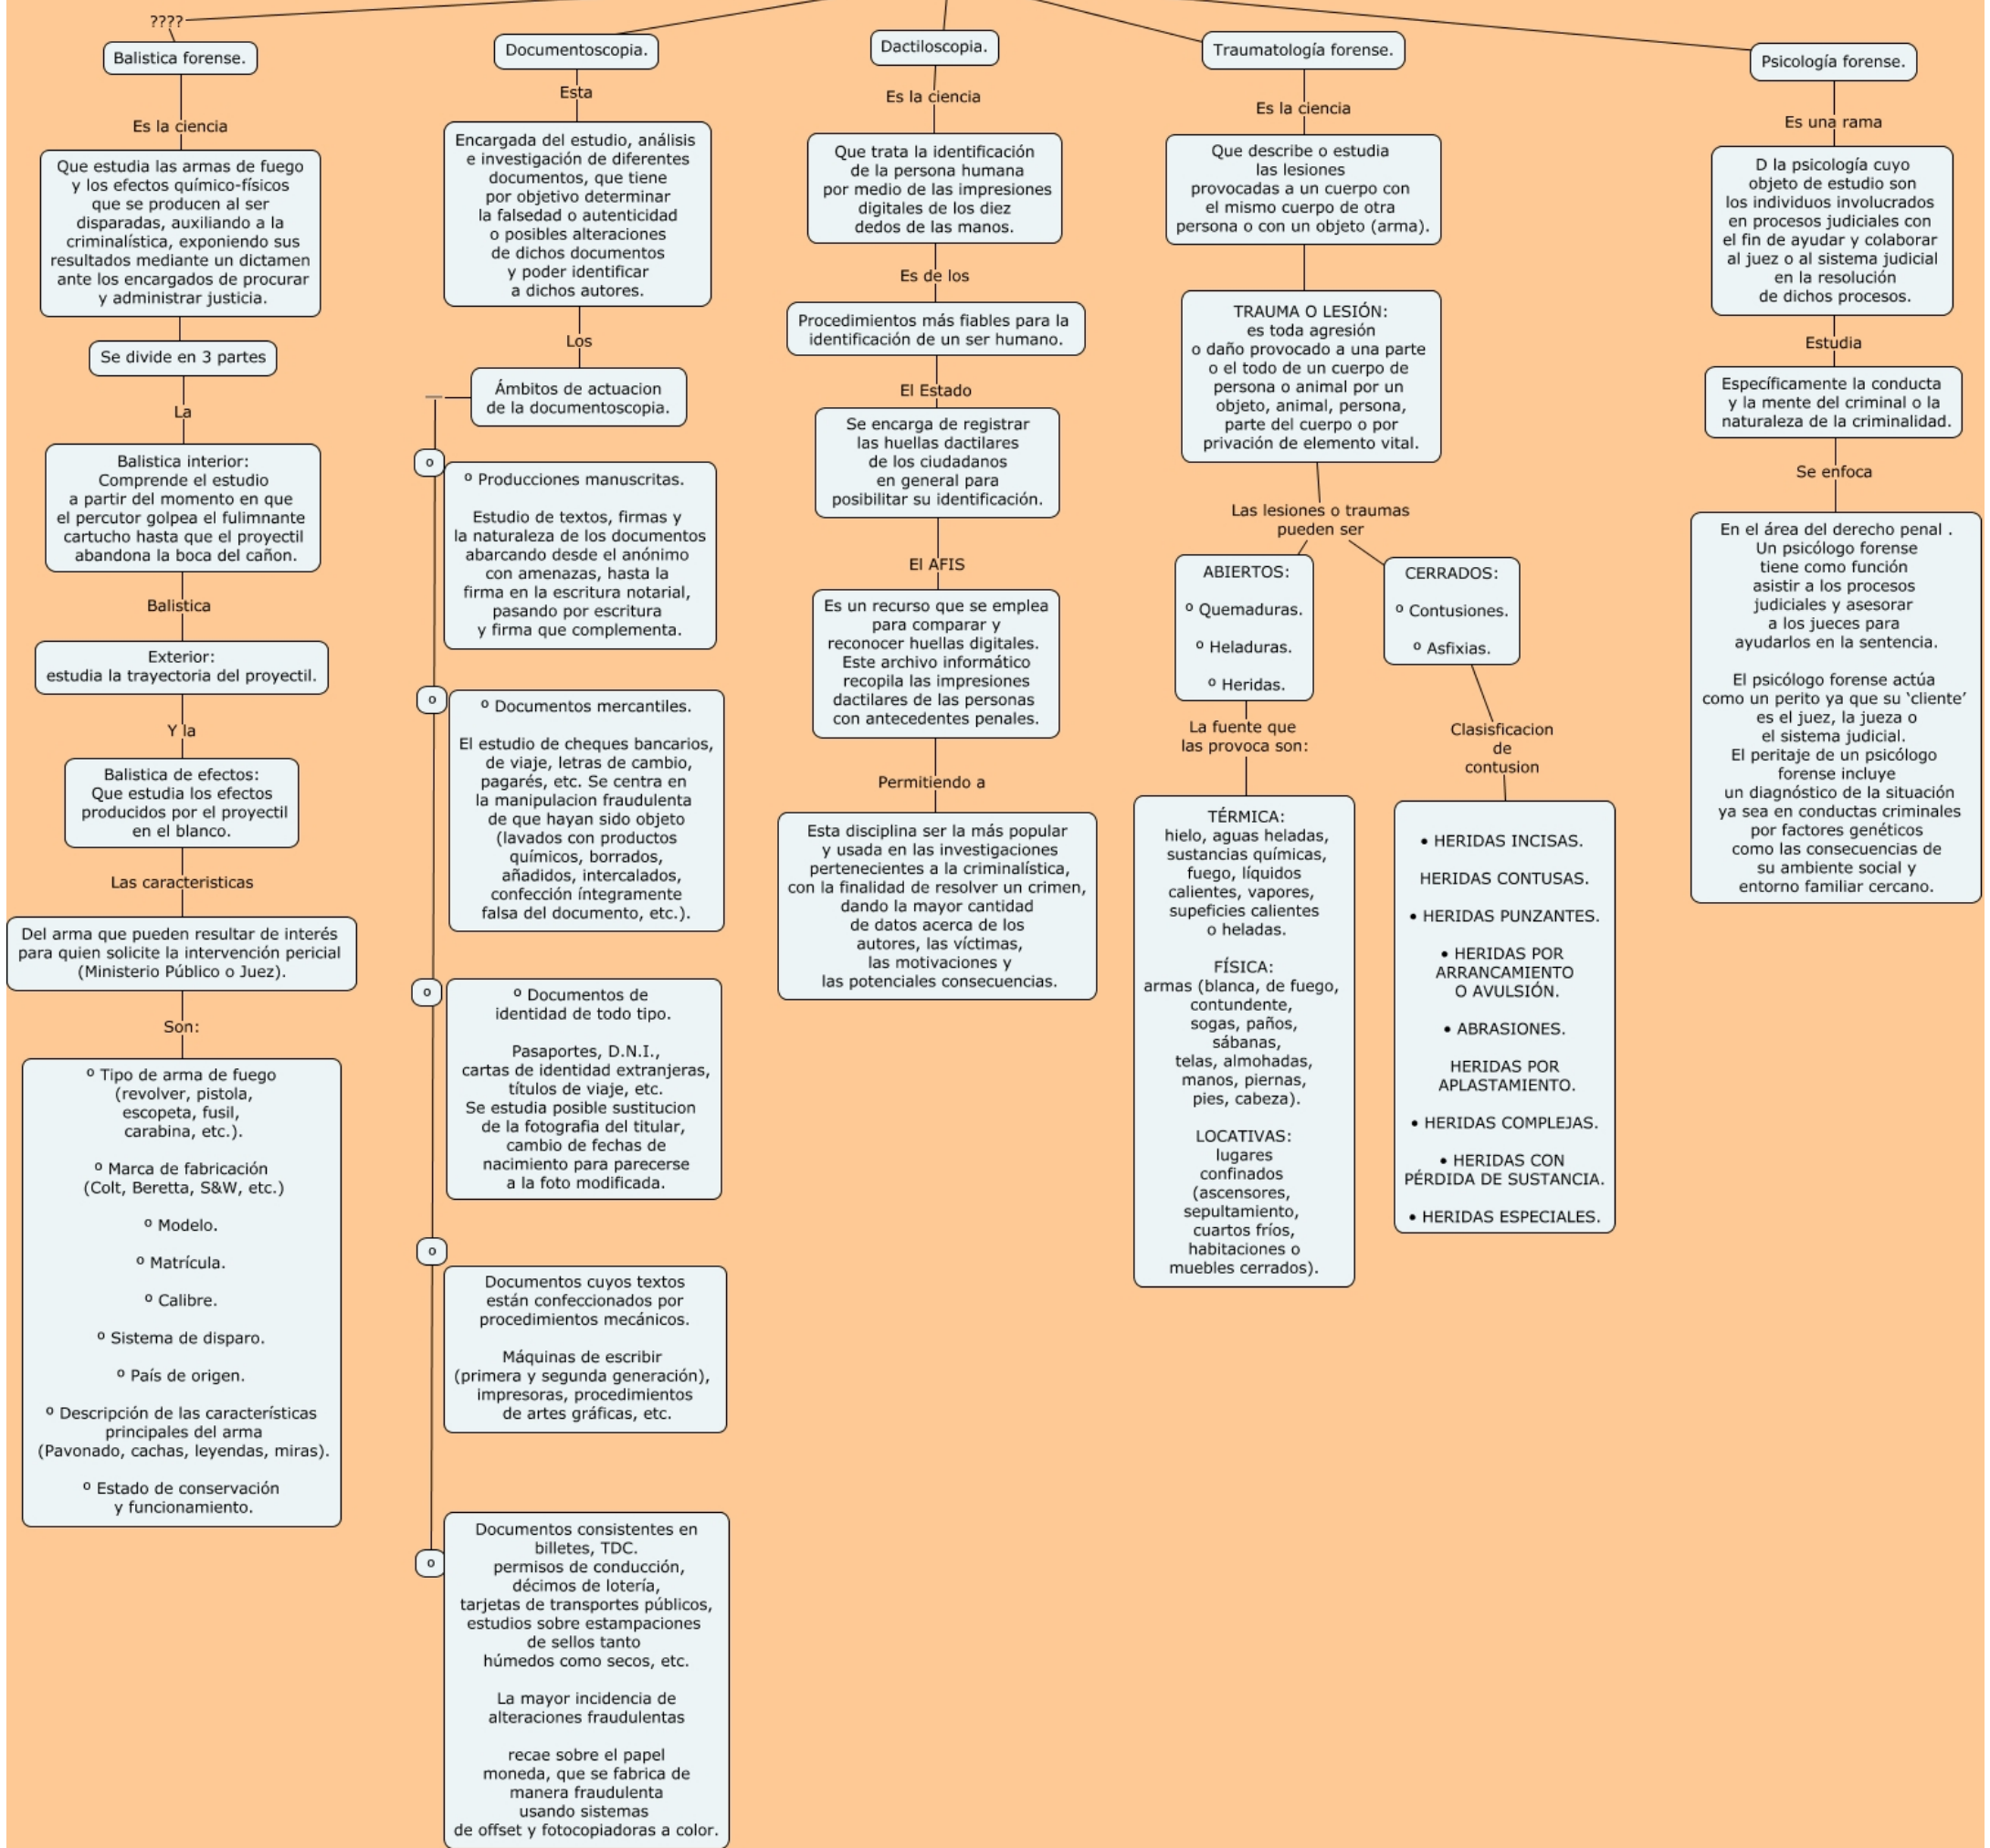 ????
Balistica forense.
Es la ciencia
Que estudia las armas de fuego
y los efectos químico-físicos
que se producen al ser
disparadas, auxiliando a la
criminalística, exponiendo sus
resultados mediante un dictamen
ante los encargados de procurar
y administrar justicia.
Se divide en 3 partes
La
Balistica interior:
Comprende el estudio
a partir del momento en que
el percutor golpea el fulimnante
cartucho hasta que el proyectil
abandona la boca del cañon.
Balistica
Exterior:
estudia la trayectoria del proyectil.
Y la
Balistica de efectos:
Que estudia los efectos
producidos por el proyectil
en el blanco.
Las caracteristicas
Del arma que pueden resultar de interés
para quien solicite la intervención pericial
(Ministerio Público o Juez).
Son:
º Tipo de arma de fuego
(revolver, pistola,
escopeta, fusil,
carabina, etc.).
º Marca de fabricación
(Colt, Beretta, S&W, etc.)
º Modelo.
º Matrícula.
º Calibre.
º Sistema de disparo.
º País de origen.
º Descripción de las características
principales del arma
(Pavonado, cachas, leyendas, miras).
º Estado de conservación
y funcionamiento.
Documentoscopia.
Esta
Encargada del estudio, análisis
e investigación de diferentes
documentos, que tiene
por objetivo determinar
la falsedad o autenticidad
o posibles alteraciones
de dichos documentos
y poder identificar
a dichos autores.
Los
Ámbitos de actuacion
de la documentoscopia.
o
º Producciones manuscritas.
Estudio de textos, firmas y
la naturaleza de los documentos
abarcando desde el anónimo
con amenazas, hasta la
firma en la escritura notarial,
pasando por escritura
y firma que complementa.
o
º Documentos mercantiles.
El estudio de cheques bancarios,
de viaje, letras de cambio,
pagarés, etc. Se centra en
la manipulacion fraudulenta
de que hayan sido objeto
(lavados con productos
químicos, borrados,
añadidos, intercalados,
confección íntegramente
falsa del documento, etc.).
o
º Documentos de
identidad de todo tipo.
Pasaportes, D.N.I.,
cartas de identidad extranjeras,
títulos de viaje, etc.
Se estudia posible sustitucion
de la fotografia del titular,
cambio de fechas de
nacimiento para parecerse
a la foto modificada.
o
Documentos cuyos textos
están confeccionados por
procedimientos mecánicos.
Máquinas de escribir
(primera y segunda generación),
impresoras, procedimientos
de artes gráficas, etc.
o
Documentos consistentes en
billetes, TDC.
permisos de conducción,
décimos de lotería,
tarjetas de transportes públicos,
estudios sobre estampaciones
de sellos tanto
húmedos como secos, etc.
La mayor incidencia de
alteraciones fraudulentas
recae sobre el papel
moneda, que se fabrica de
manera fraudulenta
usando sistemas
de offset y fotocopiadoras a color.
Dactiloscopia.
Es la ciencia
Que trata la identificación
de la persona humana
por medio de las impresiones
digitales de los diez
dedos de las manos.
Es de los
Procedimientos más fiables para la
identificación de un ser humano.
El Estado
Se encarga de registrar
las huellas dactilares
de los ciudadanos
en general para
posibilitar su identificación.
El AFIS
Es un recurso que se emplea
para comparar y
reconocer huellas digitales.
Este archivo informático
recopila las impresiones
dactilares de las personas
con antecedentes penales.
Permitiendo a
Esta disciplina ser la más popular
y usada en las investigaciones
pertenecientes a la criminalística,
con la finalidad de resolver un crimen,
dando la mayor cantidad
de datos acerca de los
autores, las víctimas,
las motivaciones y
las potenciales consecuencias.
Traumatología forense.
Es la ciencia
Que describe o estudia
las lesiones
provocadas a un cuerpo con
el mismo cuerpo de otra
persona o con un objeto (arma).
TRAUMA O LESIÓN:
es toda agresión
o daño provocado a una parte
o el todo de un cuerpo de
persona o animal por un
objeto, animal, persona,
parte del cuerpo o por
privación de elemento vital.
Las lesiones o traumas
pueden ser
ABIERTOS:
º Quemaduras.
º Heladuras.
º Heridas.
La fuente que
las provoca son:
TÉRMICA:
hielo, aguas heladas,
sustancias químicas,
fuego, líquidos
calientes, vapores,
supeficies calientes
o heladas.
FÍSICA:
armas (blanca, de fuego,
contundente,
sogas, paños,
sábanas,
telas, almohadas,
manos, piernas,
pies, cabeza).
LOCATIVAS:
lugares
confinados
(ascensores,
sepultamiento,
cuartos fríos,
habitaciones o
muebles cerrados).
CERRADOS:
º Contusiones.
º Asfixias.
Clasisficacion
de
contusion
• HERIDAS INCISAS.
HERIDAS CONTUSAS.
• HERIDAS PUNZANTES.
• HERIDAS POR
ARRANCAMIENTO
O AVULSIÓN.
• ABRASIONES.
HERIDAS POR
APLASTAMIENTO.
• HERIDAS COMPLEJAS.
• HERIDAS CON
PÉRDIDA DE SUSTANCIA.
• HERIDAS ESPECIALES.
Psicología forense.
Es una rama
D la psicología cuyo
objeto de estudio son
los individuos involucrados
en procesos judiciales con
el fin de ayudar y colaborar
al juez o al sistema judicial
en la resolución
de dichos procesos.
Estudia
Específicamente la conducta
y la mente del criminal o la
naturaleza de la criminalidad.
Se enfoca
En el área del derecho penal .
Un psicólogo forense
tiene como función
asistir a los procesos
judiciales y asesorar
a los jueces para
ayudarlos en la sentencia.
El psicólogo forense actúa
como un perito ya que su ‘cliente’
es el juez, la jueza o
el sistema judicial.
El peritaje de un psicólogo
forense incluye
un diagnóstico de la situación
ya sea en conductas criminales
por factores genéticos
como las consecuencias de
su ambiente social y
entorno familiar cercano.